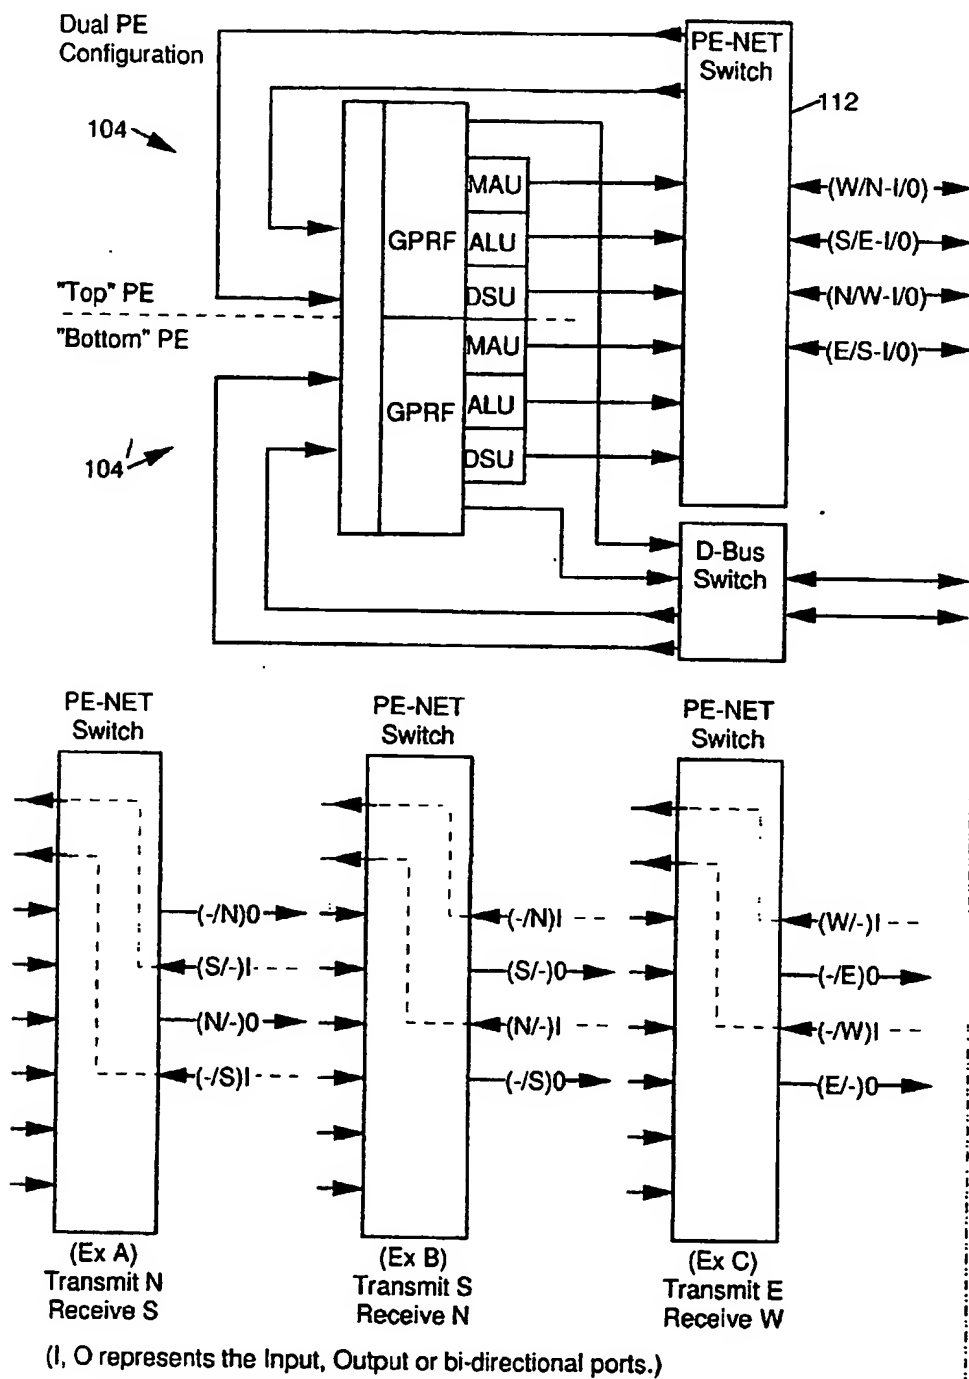 Dual PE
Configuration
PE-NET
Switch
112
104
MAU
(W/N-I/0)
GPRF
ALU
(S/E-I/0)
"Top" PE
DSU
(N/W-I/0)
"Bottom" PE
MAU
(E/S-I/0)
GPRF
ALU
104'
DSU
D-Bus
Switch
PE-NET
Switch
PE-NET
Switch
PE-NET
Switch
(-/N)0
(S/-)I
(N/-)0
(-/S)I
(-/N)I
(S/-)0
(N/-)I
(-/S)0
(W/-)I
(-/E)0
(-/W)I
(E/-)0
(Ex A)
Transmit N
Receive S
(Ex B)
Transmit S
Receive N
(Ex C)
Transmit E
Receive W
(I, O represents the Input, Output or bi-directional ports.)